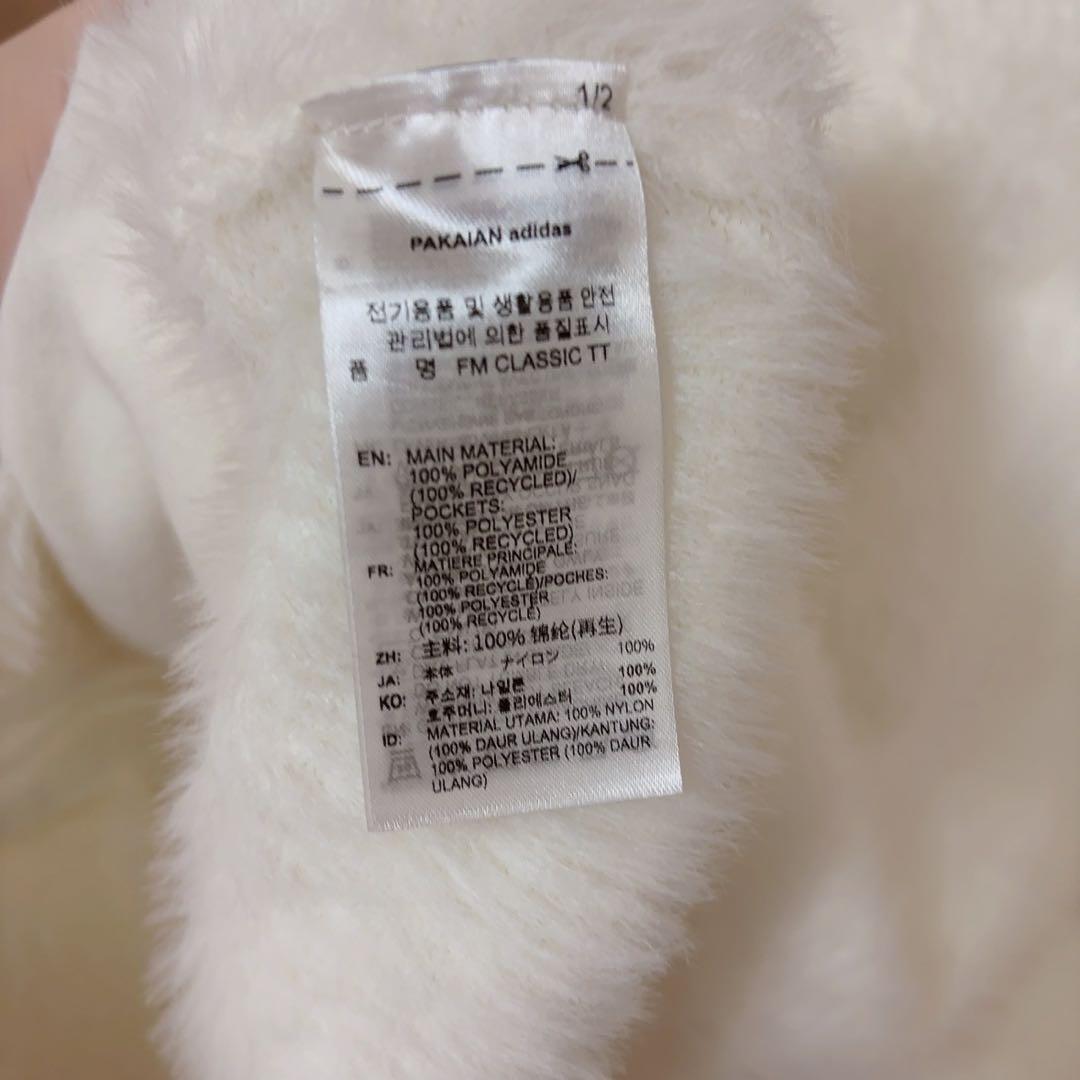 1/2
PAKAIAN adidas
전기용품 및 생활용품 안전
관리법에 의한 품질표시
품 명 FM CLASSIC TT
EN: MAIN MATERIAL:
100% POLYAMIDE
(100% RECYCLED)/
POCKETS:
100% POLYESTER
(100% RECYCLED)
FR: MATIERE PRINCIPALE:
100% POLYAMIDE
(100% RECYCLÉ)/POCHES:
100% POLYESTER
(100% RECYCLÉ)
ZH: 主料: 100% 锦纶(再生)
JA: 本体 ナイロン 100%
KO: 주소재: 나일론 100%
호주머니: 폴리에스터 100%
ID: MATERIAL UTAMA: 100% NYLON
(100% DAUR ULANG)/KANTUNG:
100% POLYESTER (100% DAUR
ULANG)